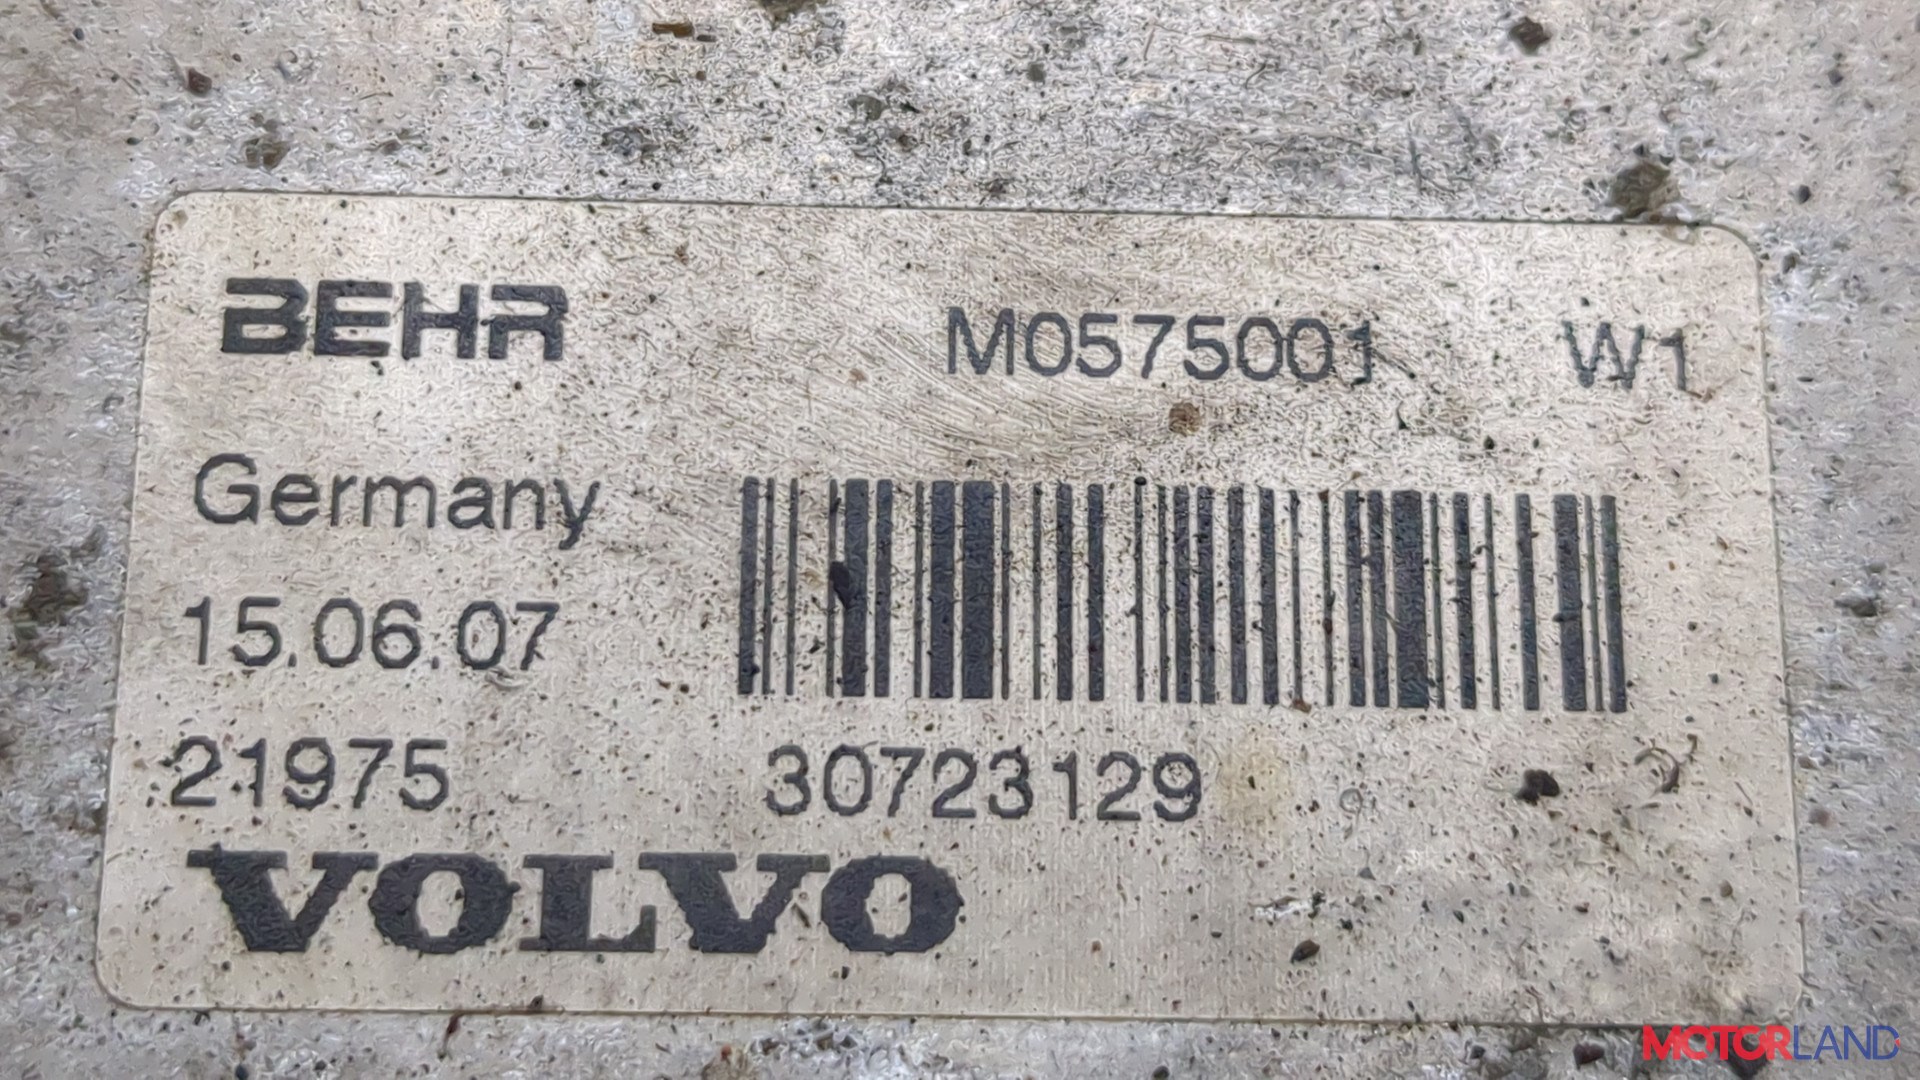 BEHR M0575001 W1
Germany
15.06.07
21975 30723129
VOLVO
MOTORLAND